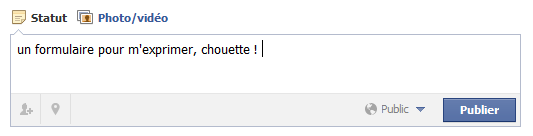 Statut Photo/vidéo
un formulaire pour m'exprimer, chouette !
Public Publier